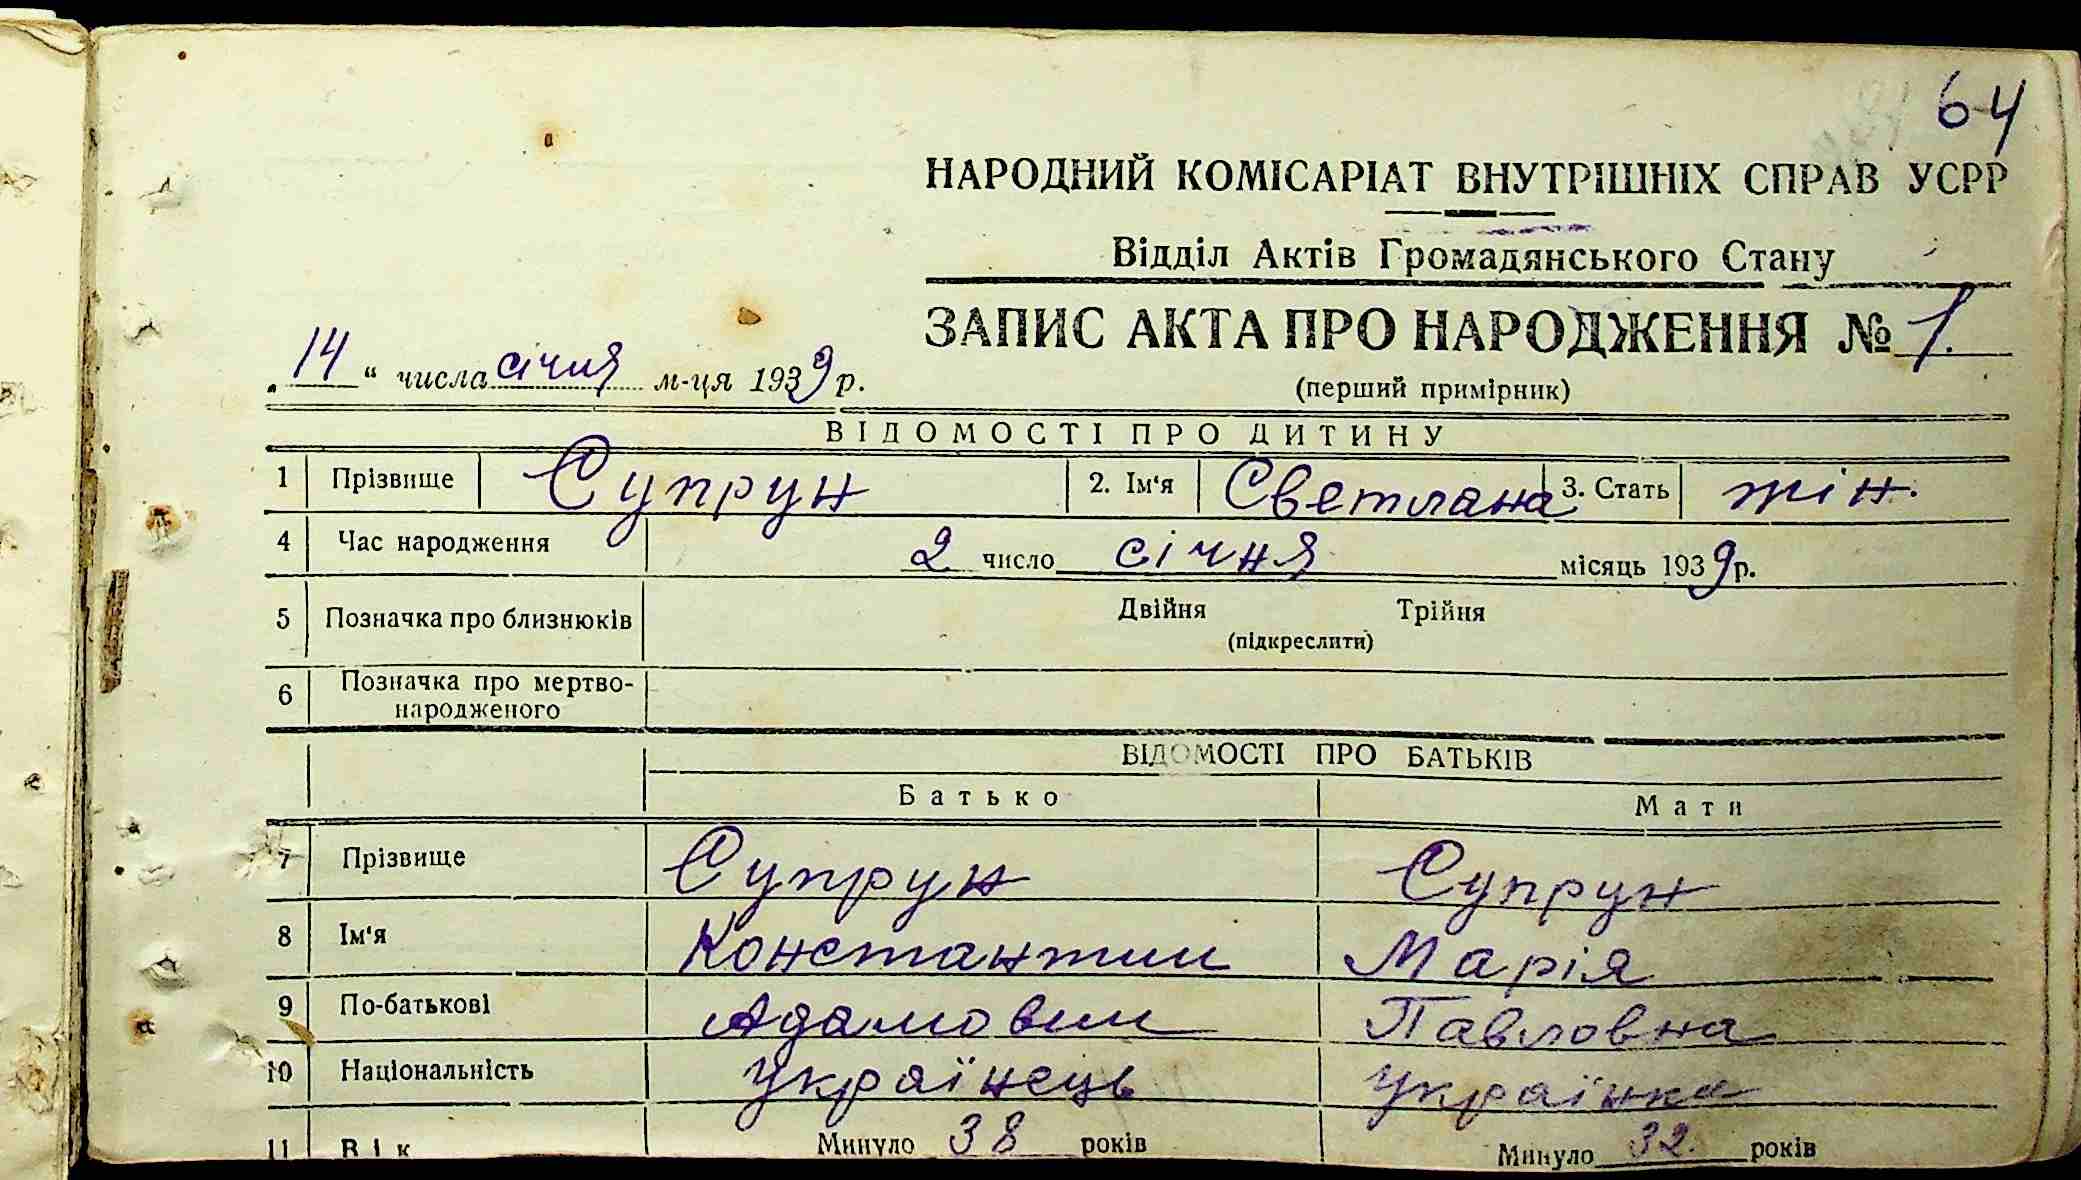 64
НАРОДНИЙ КОМІСАРІАТ ВНУТРІШНІХ СПРАВ УСРР
Відділ Актів Громадянського Стану
ЗАПИС АКТА ПРО НАРОДЖЕННЯ № 1.
„14“ числа січня м-ця 1939 р.
(перший примірник)
ВІДОМОСТІ ПРО ДИТИНУ
1 Прізвище Супрун 2. Ім'я Светлана 3. Стать жін.
4 Час народження 2 число січня місяць 1939 р.
5 Позначка про близнюків Двійня Трійня
(підкреслити)
6 Позначка про мертво-
народженого
ВІДОМОСТІ ПРО БАТЬКІВ
Батько Мати
7 Прізвище Супрун Супрун
8 Ім'я Константин Марія
9 По-батькові Адамович Павловна
10 Національність Українець Українка
11 Вік Минуло 38 років Минуло 32. років